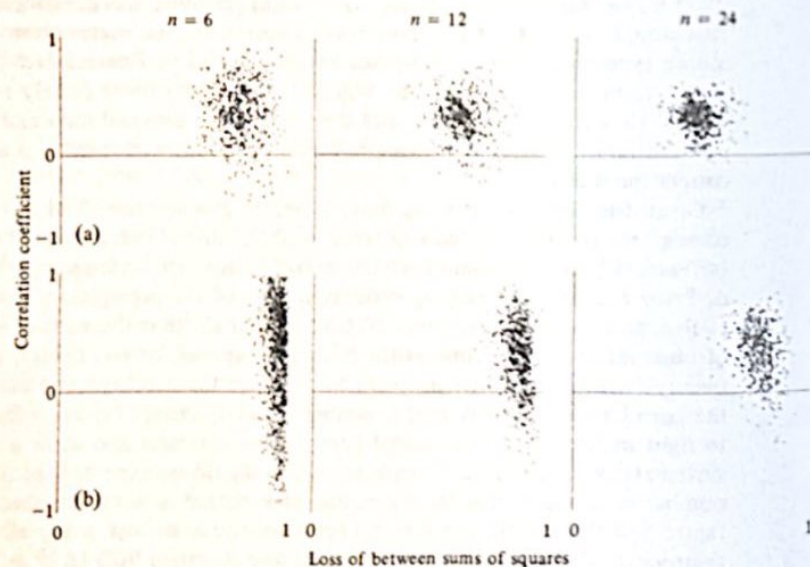 n = 6 n = 12 n = 24
1
0
−1 (a)
1
0
−1 (b)
Correlation coefficient
0 1 0 1 0 1
Loss of between sums of squares